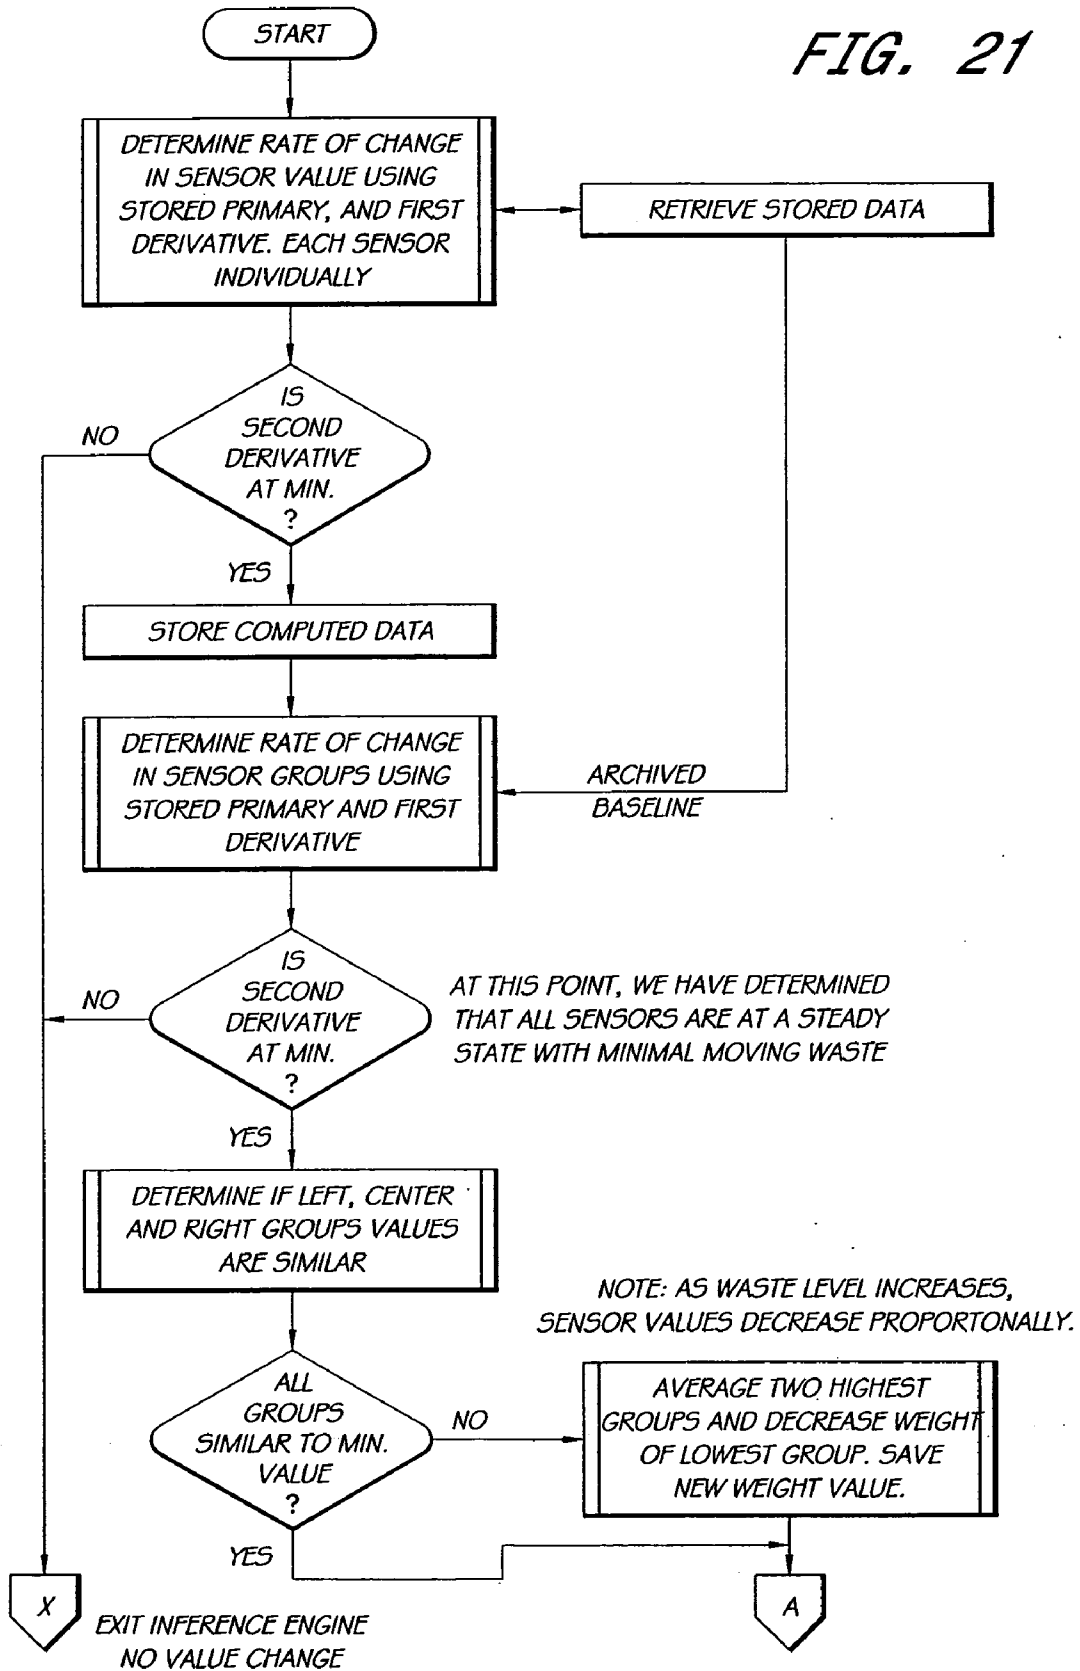 START
FIG. 21
DETERMINE RATE OF CHANGE
IN SENSOR VALUE USING
STORED PRIMARY, AND FIRST
DERIVATIVE. EACH SENSOR
INDIVIDUALLY
RETRIEVE STORED DATA
IS
SECOND
DERIVATIVE
AT MIN.
?
NO
YES
STORE COMPUTED DATA
DETERMINE RATE OF CHANGE
IN SENSOR GROUPS USING
STORED PRIMARY AND FIRST
DERIVATIVE
ARCHIVED
BASELINE
IS
SECOND
DERIVATIVE
AT MIN.
?
NO
AT THIS POINT, WE HAVE DETERMINED
THAT ALL SENSORS ARE AT A STEADY
STATE WITH MINIMAL MOVING WASTE
YES
DETERMINE IF LEFT, CENTER
AND RIGHT GROUPS VALUES
ARE SIMILAR
NOTE: AS WASTE LEVEL INCREASES,
SENSOR VALUES DECREASE PROPORTONALLY.
ALL
GROUPS
SIMILAR TO MIN.
VALUE
?
NO
AVERAGE TWO HIGHEST
GROUPS AND DECREASE WEIGHT
OF LOWEST GROUP. SAVE
NEW WEIGHT VALUE.
YES
X
EXIT INFERENCE ENGINE
NO VALUE CHANGE
A